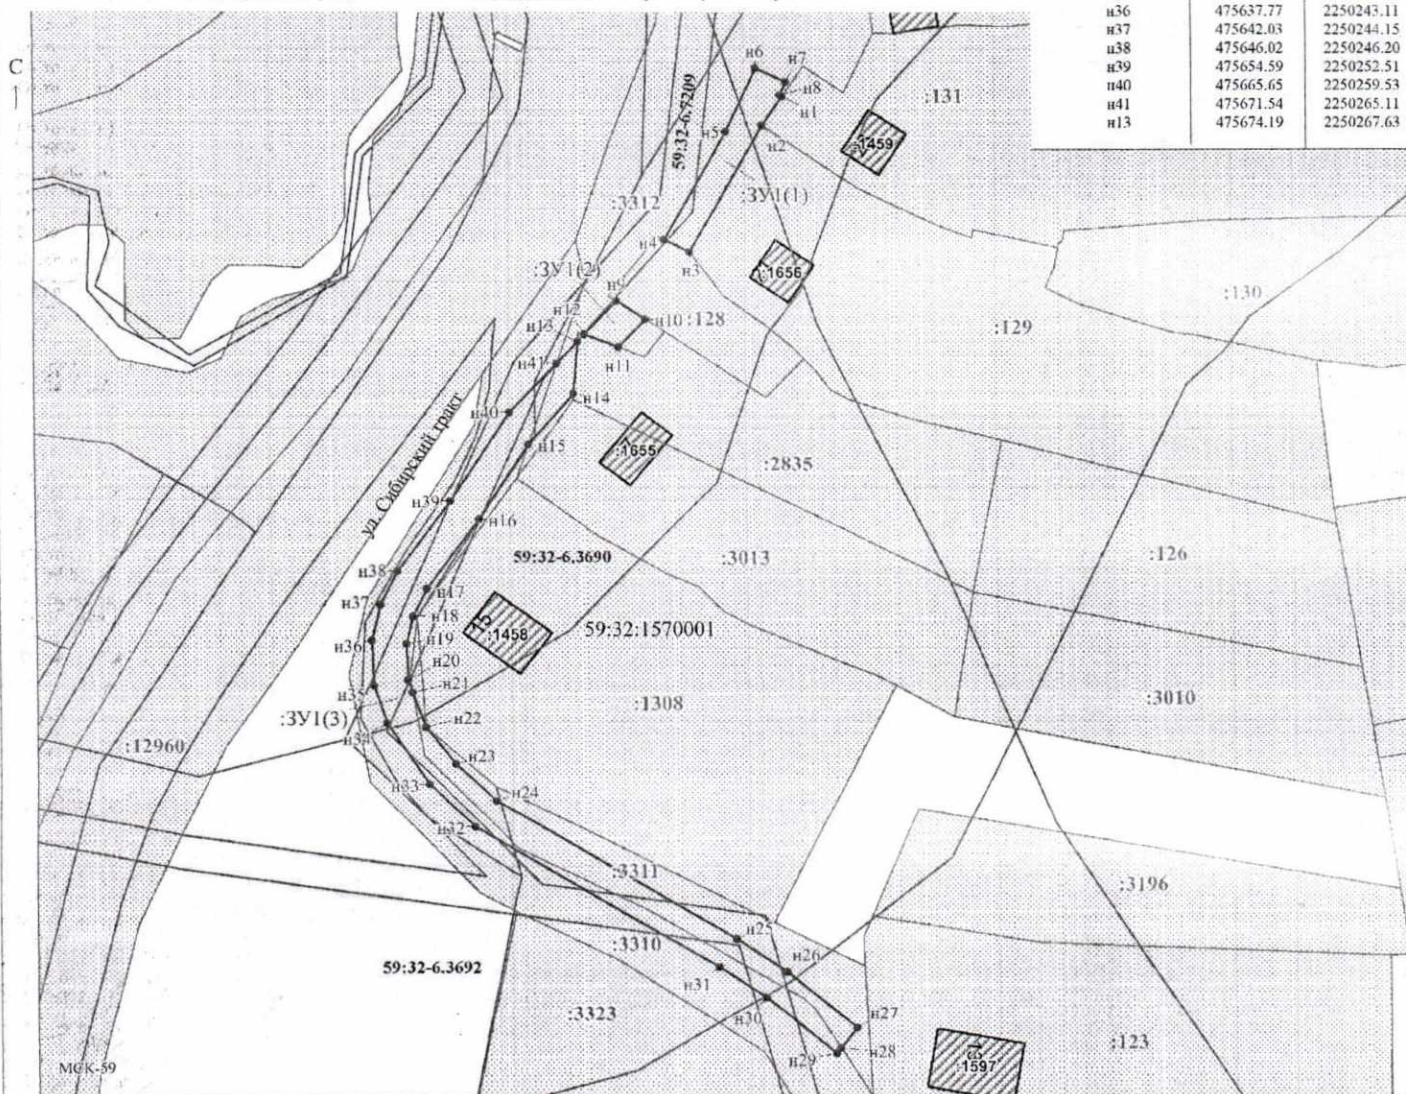 н36 475637.77 2250243.11
н37 475642.03 2250244.15
н38 475646.02 2250246.20
н39 475654.59 2250252.51
н40 475665.65 2250259.53
н41 475671.54 2250265.11
н13 475674.19 2250267.63
С
н6
н7
н8
н1
:131
59:32-6.7209
н5
н2
:1459
:ЗУ1(1)
:3312
н4
н3
:1656
:ЗУ1(2)
н9
:130
н12
н10
:128
н13
:129
н11
н41
н14
н40
н15
:1655
:2835
ул. Сибирский тракт
н39
н16
59:32-6.3690
:3013
:126
н38
н17
н37
н18
15
:1458
59:32:1570001
н36
н19
н20
н35
н21
:1308
:3010
:ЗУ1(3)
н22
н34
:12960
н23
н33
н24
н32
:3311
:3196
н25
:3310
н26
59:32-6.3692
н31
н30
н27
:3323
н28
:123
н29
:1597
МСК-59